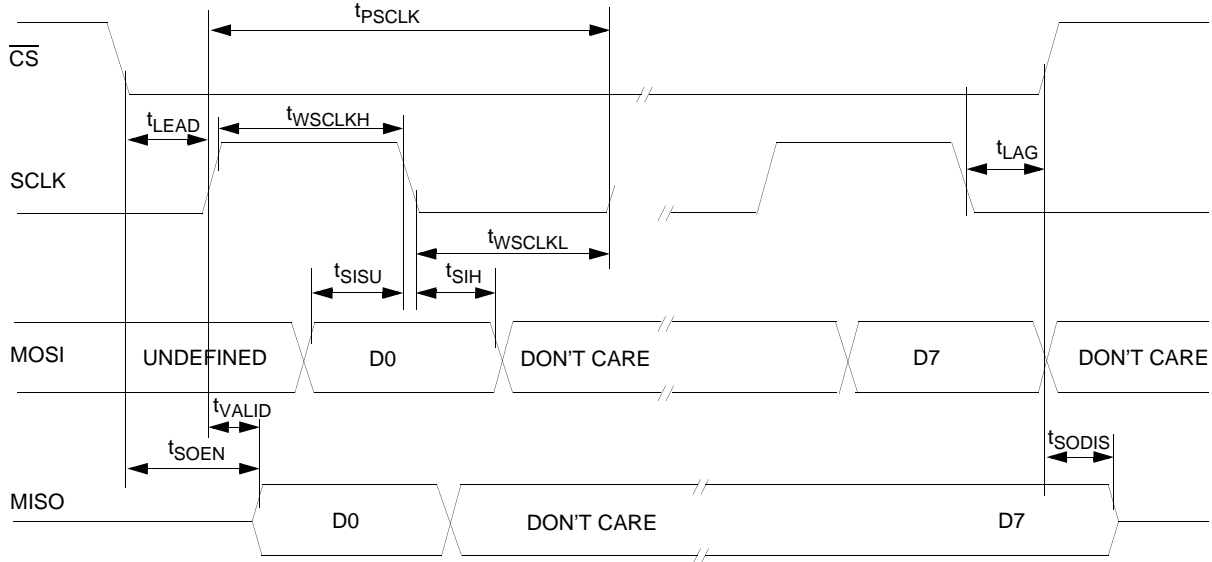 tPSCLK
CS
tLEAD
tWSCLKH
tLAG
SCLK
tWSCLKL
tSISU
tSIH
MOSI
UNDEFINED
D0
DON'T CARE
D7
DON'T CARE
tVALID
tSOEN
tSODIS
MISO
D0
DON'T CARE
D7